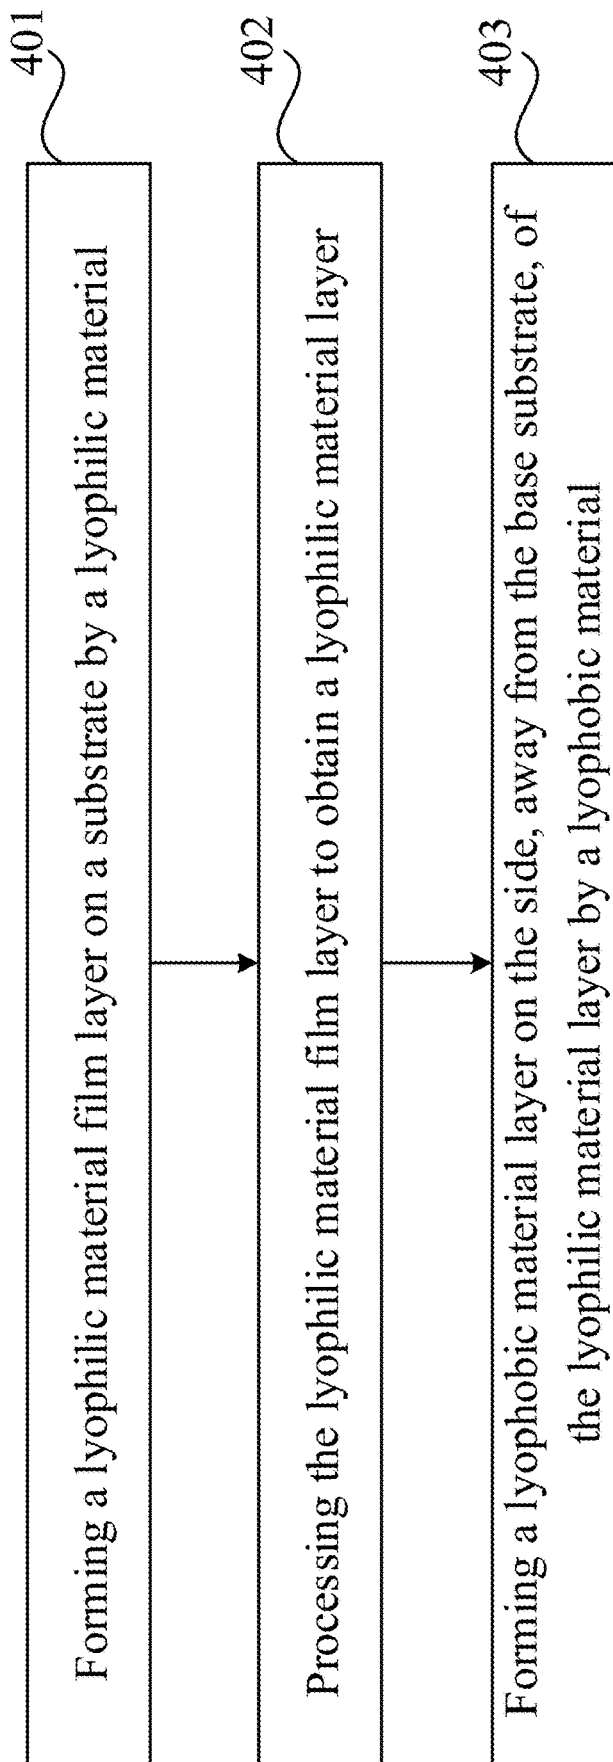 Forming a lyophilic material film layer on a substrate by a lyophilic material
401
Processing the lyophilic material film layer to obtain a lyophilic material layer
402
Forming a lyophobic material layer on the side, away from the base substrate, of
the lyophilic material layer by a lyophobic material
403